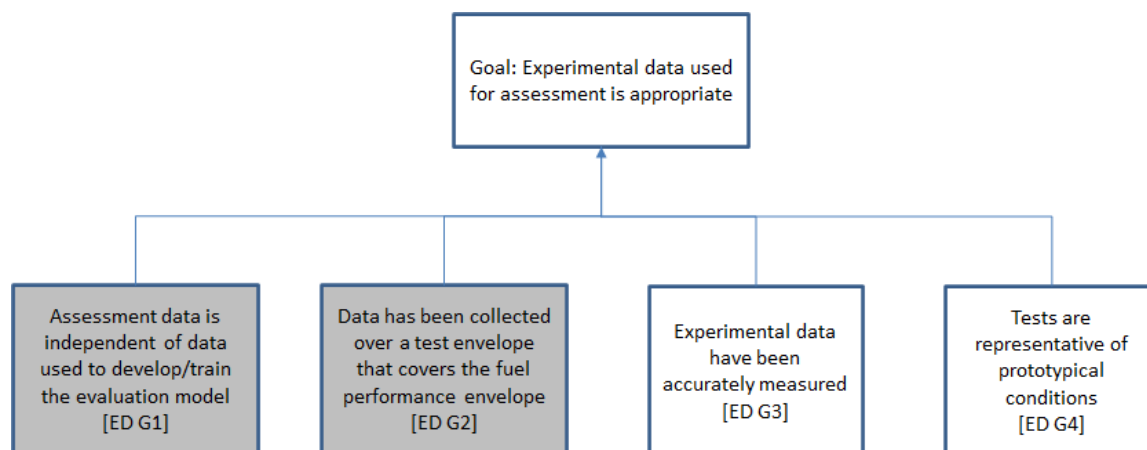 Goal: Experimental data used
for assessment is appropriate
Assessment data is
independent of data
used to develop/train
the evaluation model
[ED G1]
Data has been collected
over a test envelope
that covers the fuel
performance envelope
[ED G2]
Experimental data
have been
accurately measured
[ED G3]
Tests are
representative of
prototypical
conditions
[ED G4]